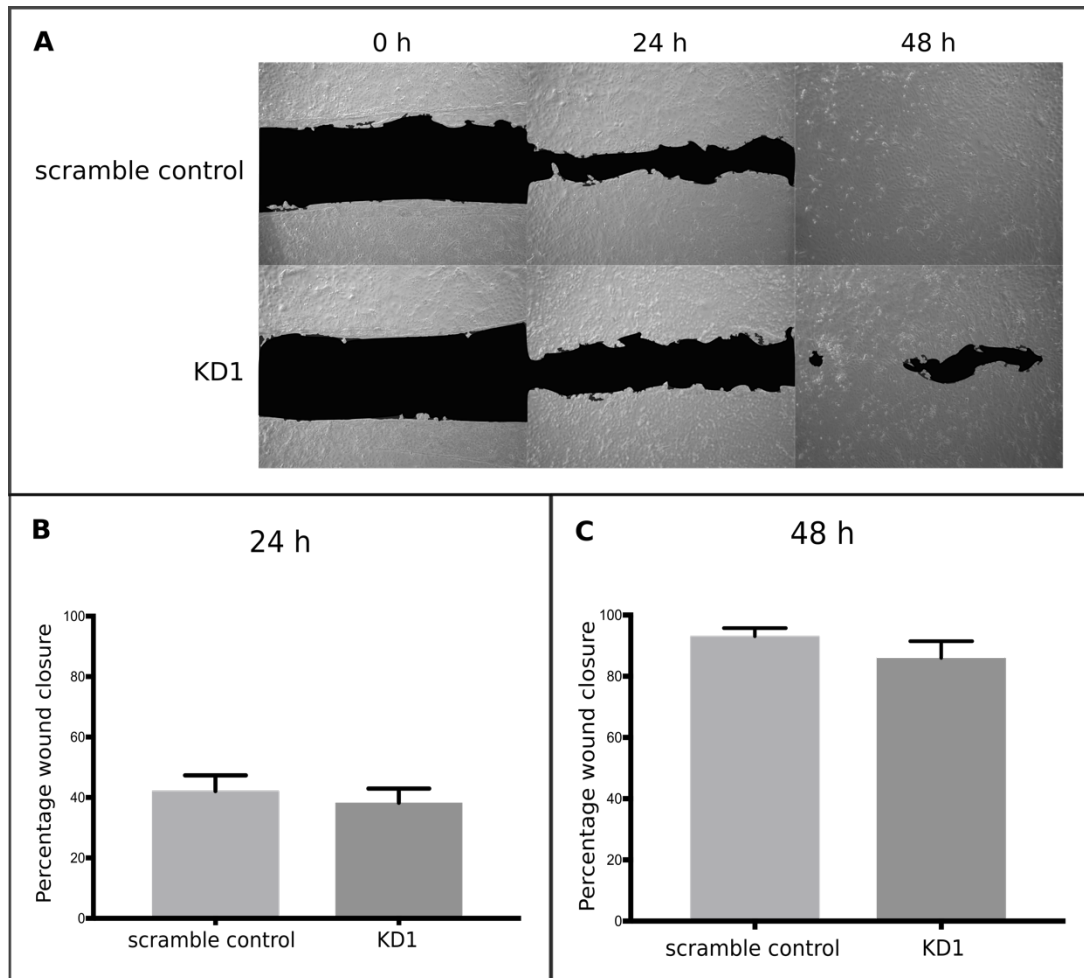 A
0 h 24 h 48 h
scramble control
KD1
B
24 h
Percentage wound closure
100
80
60
40
20
0
scramble control KD1
C
48 h
Percentage wound closure
100
80
60
40
20
0
scramble control KD1